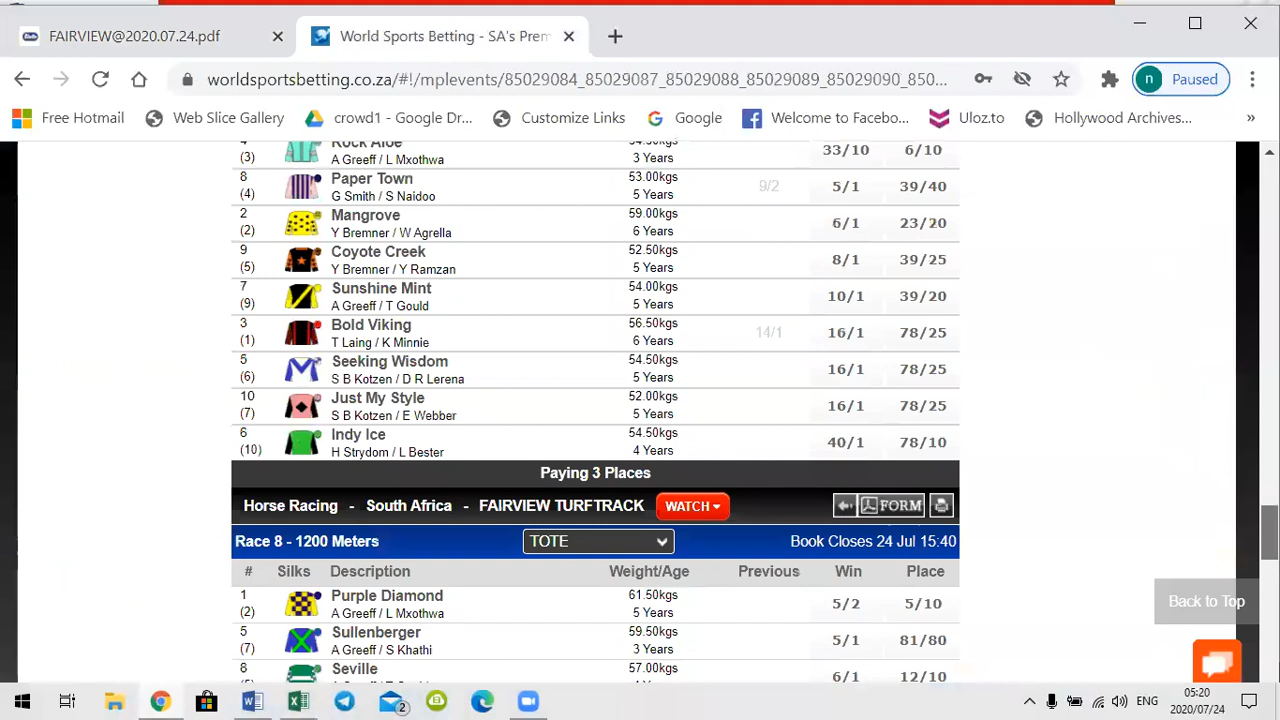 FAIRVIEW@2020.07.24.pdf
World Sports Betting - SA's Prem
worldsportsbetting.co.za/#!/mplevents/85029084_85029087_85029088_85029089_85029090_850...
n Paused
Free Hotmail Web Slice Gallery crowd1 - Google Dr... Customize Links Google Welcome to Facebo... Uloz.to Hollywood Archives... »
4 Rock Aloe 54.50kgs
(3) A Greeff / L Mxothwa 3 Years 33/10 6/10
8 Paper Town 53.00kgs
(4) G Smith / S Naidoo 5 Years 9/2 5/1 39/40
2 Mangrove 59.00kgs
(2) Y Bremner / W Agrella 6 Years 6/1 23/20
9 Coyote Creek 52.50kgs
(5) Y Bremner / Y Ramzan 5 Years 8/1 39/25
7 Sunshine Mint 54.00kgs
(9) A Greeff / T Gould 5 Years 10/1 39/20
3 Bold Viking 56.50kgs
(1) T Laing / K Minnie 6 Years 14/1 16/1 78/25
5 Seeking Wisdom 54.50kgs
(6) S B Kotzen / D R Lerena 5 Years 16/1 78/25
10 Just My Style 52.00kgs
(7) S B Kotzen / E Webber 5 Years 16/1 78/25
6 Indy Ice 54.50kgs
(10) H Strydom / L Bester 4 Years 40/1 78/10
Paying 3 Places
Horse Racing - South Africa - FAIRVIEW TURFTRACK WATCH FORM
Race 8 - 1200 Meters TOTE Book Closes 24 Jul 15:40
# Silks Description Weight/Age Previous Win Place
1 Purple Diamond 61.50kgs
(2) A Greeff / L Mxothwa 5 Years 5/2 5/10
5 Sullenberger 59.50kgs
(7) A Greeff / S Khathi 3 Years 5/1 81/80
8 Seville 57.00kgs
6/1 12/10
Back to Top
2
ENG
05:20
2020/07/24